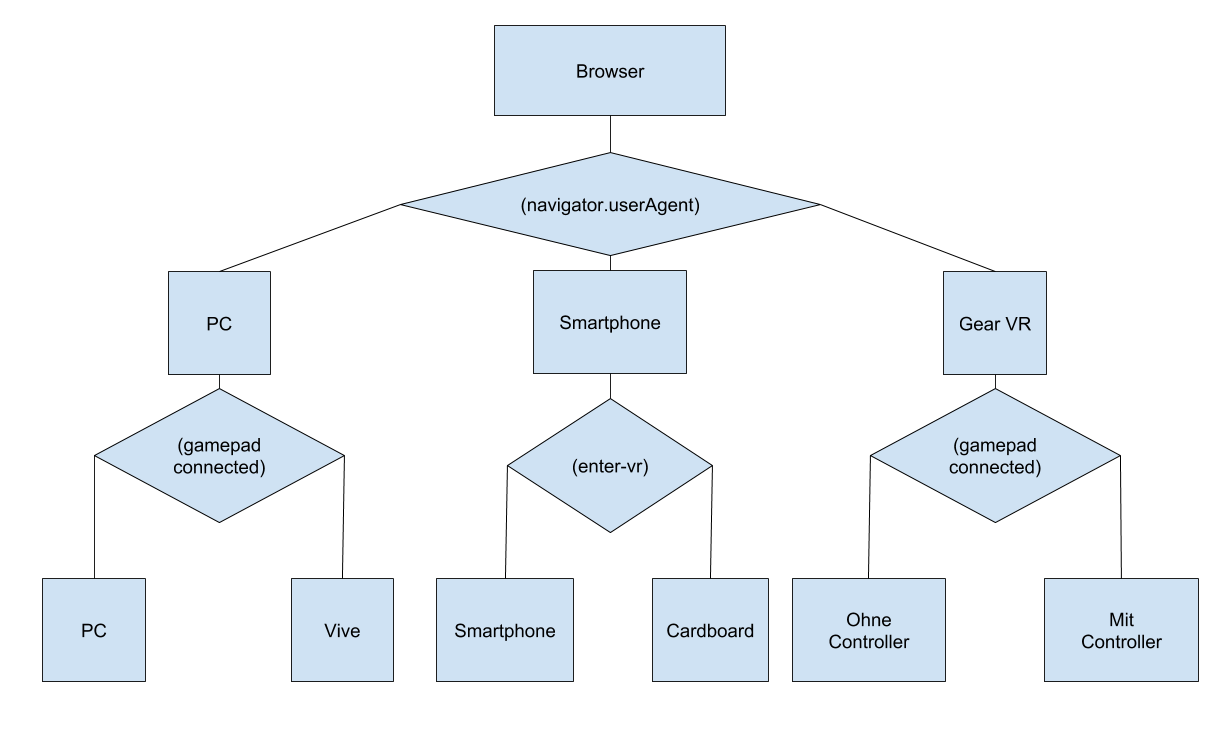 Browser
(navigator.userAgent)
PC
Smartphone
Gear VR
(gamepad
connected)
(enter-vr)
(gamepad
connected)
PC
Vive
Smartphone
Cardboard
Ohne
Controller
Mit
Controller